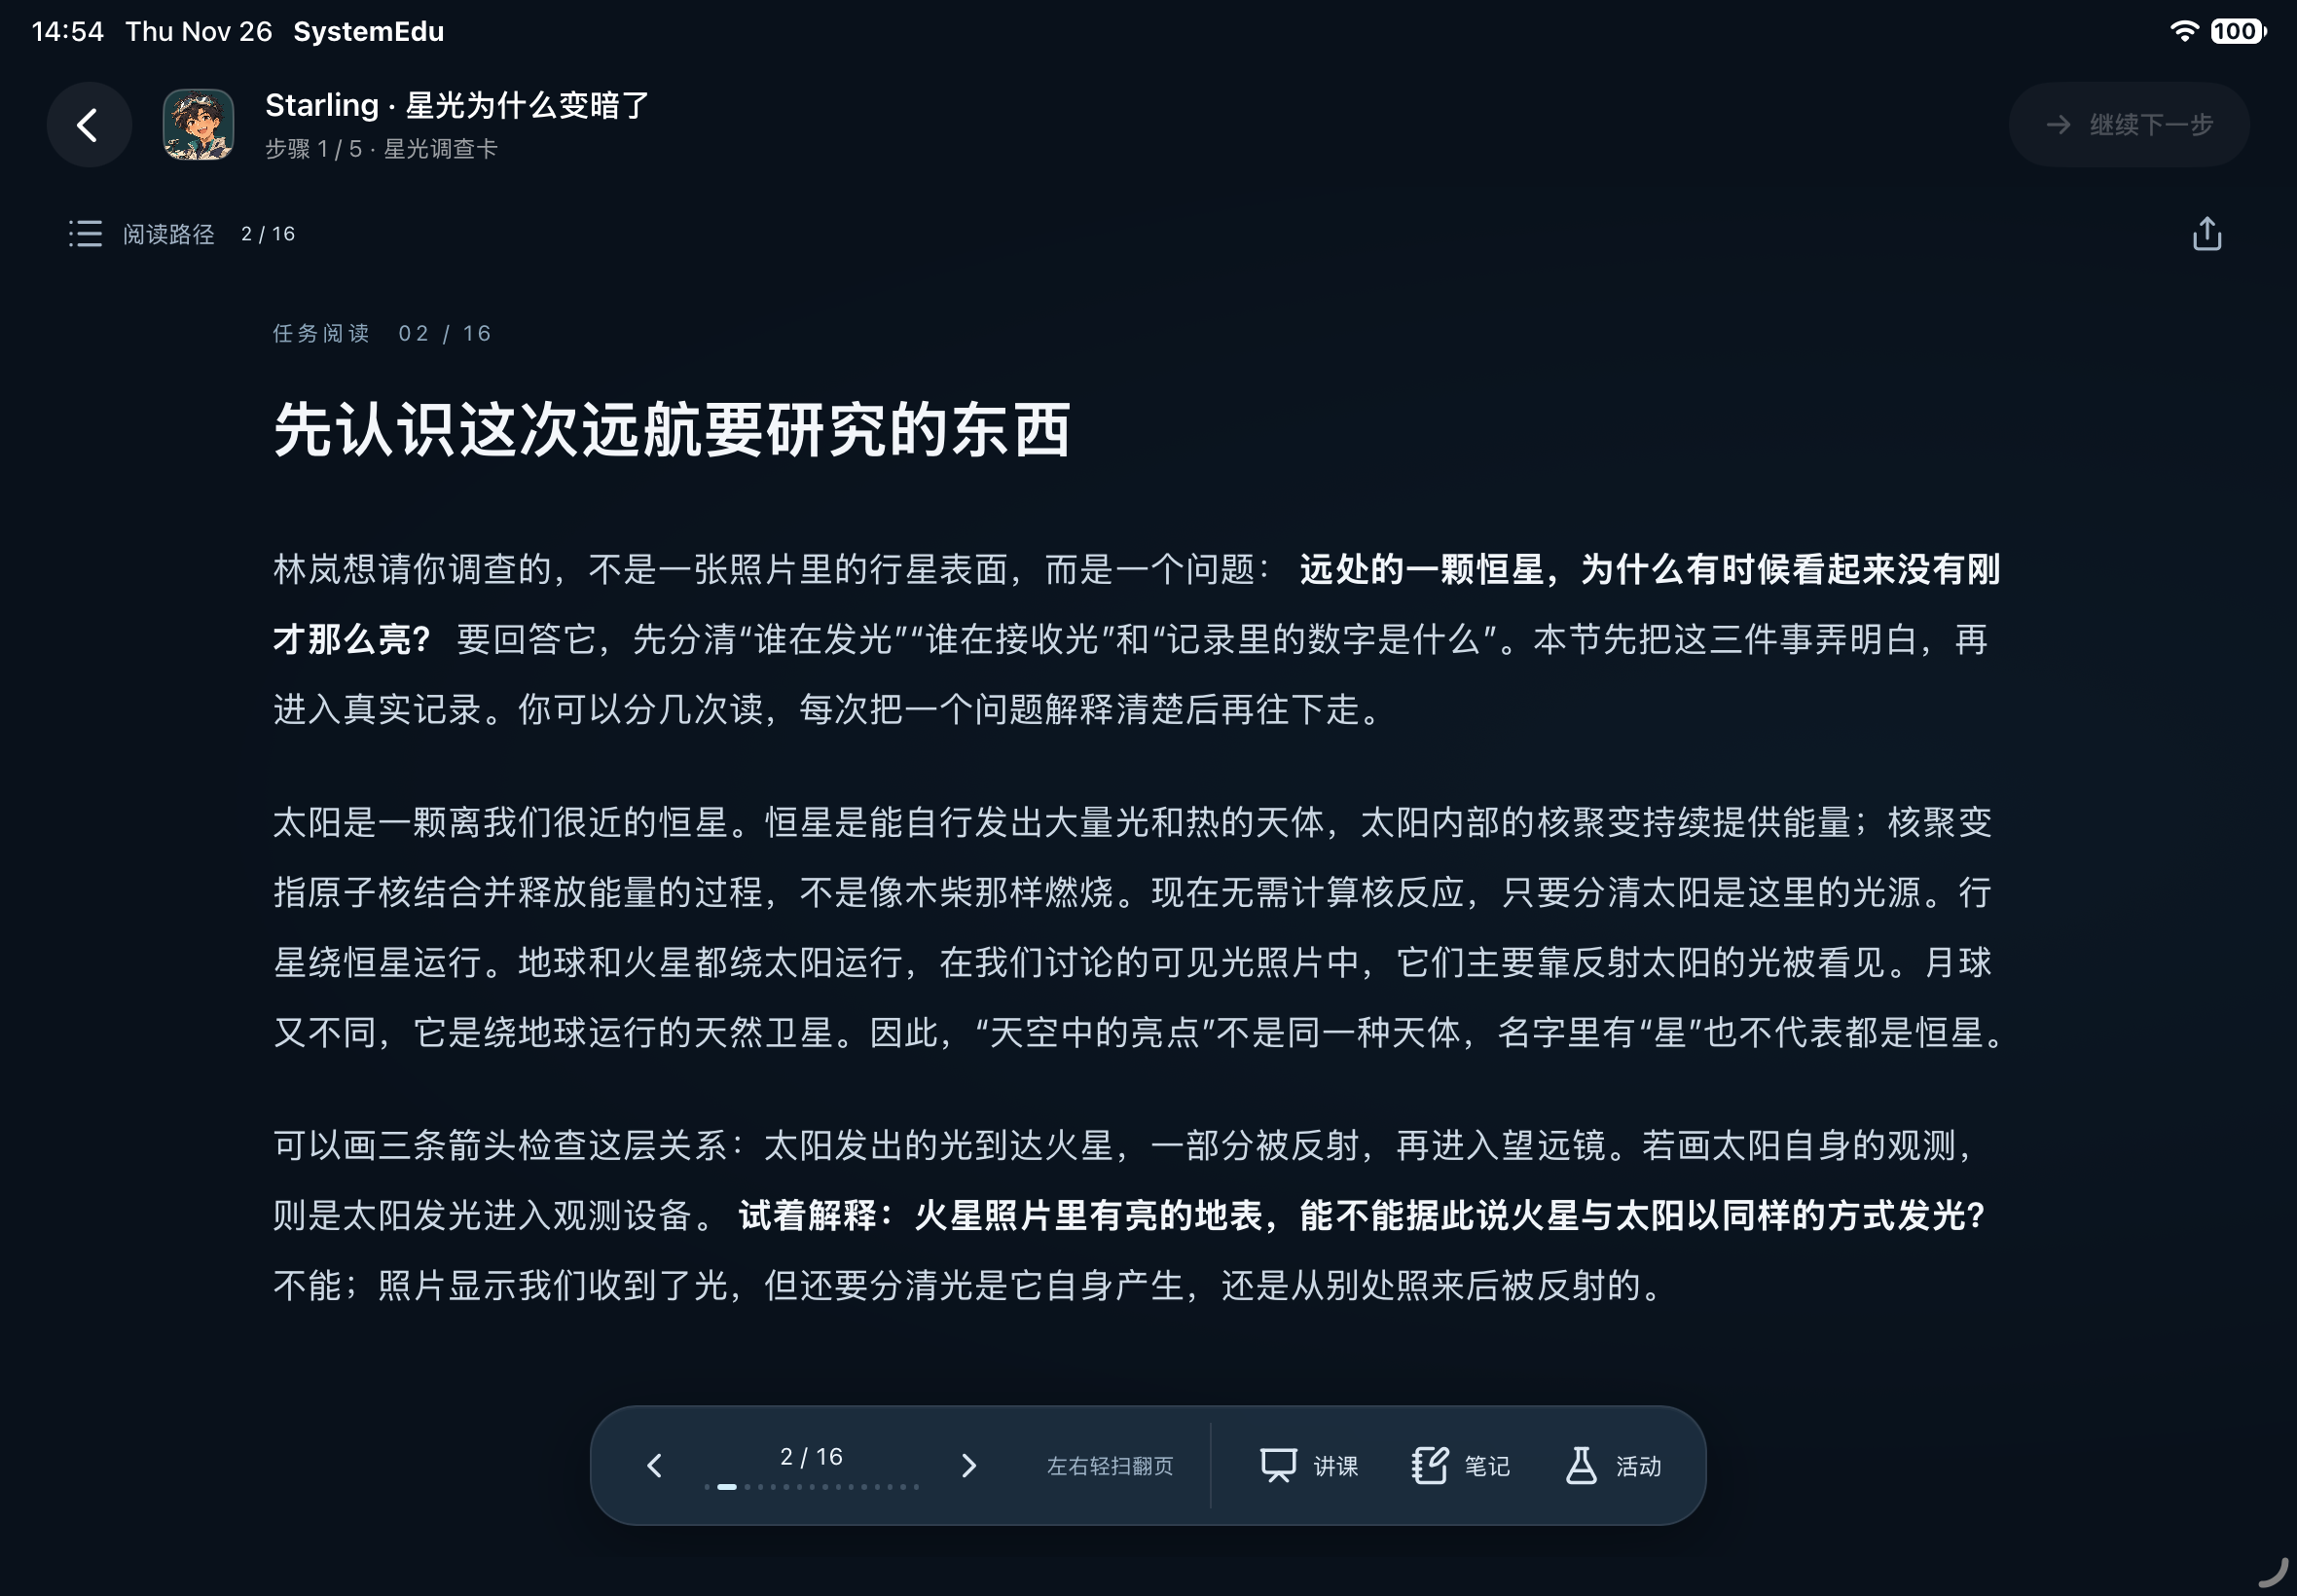 14:54 Thu Nov 26 SystemEdu
100
Starling · 星光为什么变暗了
步骤 1 / 5 · 星光调查卡
继续下一步
阅读路径 2 / 16
任务阅读 02 / 16
先认识这次远航要研究的东西
林岚想请你调查的，不是一张照片里的行星表面，而是一个问题：远处的一颗恒星，为什么有时候看起来没有刚
才那么亮？ 要回答它，先分清“谁在发光”“谁在接收光”和“记录里的数字是什么”。本节先把这三件事弄明白，再
进入真实记录。你可以分几次读，每次把一个问题解释清楚后再往下走。
太阳是一颗离我们很近的恒星。恒星是能自行发出大量光和热的天体，太阳内部的核聚变持续提供能量；核聚变
指原子核结合并释放能量的过程，不是像木柴那样燃烧。现在无需计算核反应，只要分清太阳是这里的光源。行
星绕恒星运行。地球和火星都绕太阳运行，在我们讨论的可见光照片中，它们主要靠反射太阳的光被看见。月球
又不同，它是绕地球运行的天然卫星。因此，“天空中的亮点”不是同一种天体，名字里有“星”也不代表都是恒星。
可以画三条箭头检查这层关系：太阳发出的光到达火星，一部分被反射，再进入望远镜。若画太阳自身的观测，
则是太阳发光进入观测设备。 试着解释：火星照片里有亮的地表，能不能据此说火星与太阳以同样的方式发光？
不能；照片显示我们收到了光，但还要分清光是它自身产生，还是从别处照来后被反射的。
2 / 16
左右轻扫翻页
讲课
笔记
活动